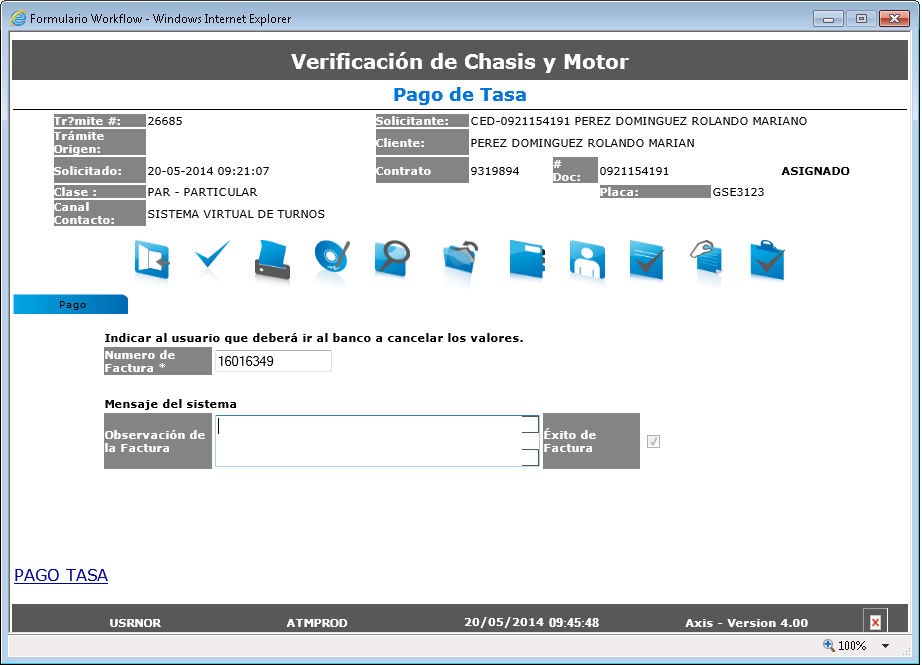 Formulario Workflow - Windows Internet Explorer
Verificación de Chasis y Motor
Pago de Tasa
Tr?mite #: 26685 Solicitante: CED-0921154191 PEREZ DOMINGUEZ ROLANDO MARIANO
Trámite
Origen: Cliente: PEREZ DOMINGUEZ ROLANDO MARIAN
Solicitado: 20-05-2014 09:21:07 Contrato 9319894 #
Doc: 0921154191 ASIGNADO
Clase : PAR - PARTICULAR Placa: GSE3123
Canal
Contacto: SISTEMA VIRTUAL DE TURNOS
Pago
Indicar al usuario que deberá ir al banco a cancelar los valores.
Numero de
Factura * 16016349
Mensaje del sistema
Observación de
la Factura
Éxito de
Factura
PAGO TASA
USRNOR ATMPROD 20/05/2014 09:45:48 Axis - Version 4.00
100%